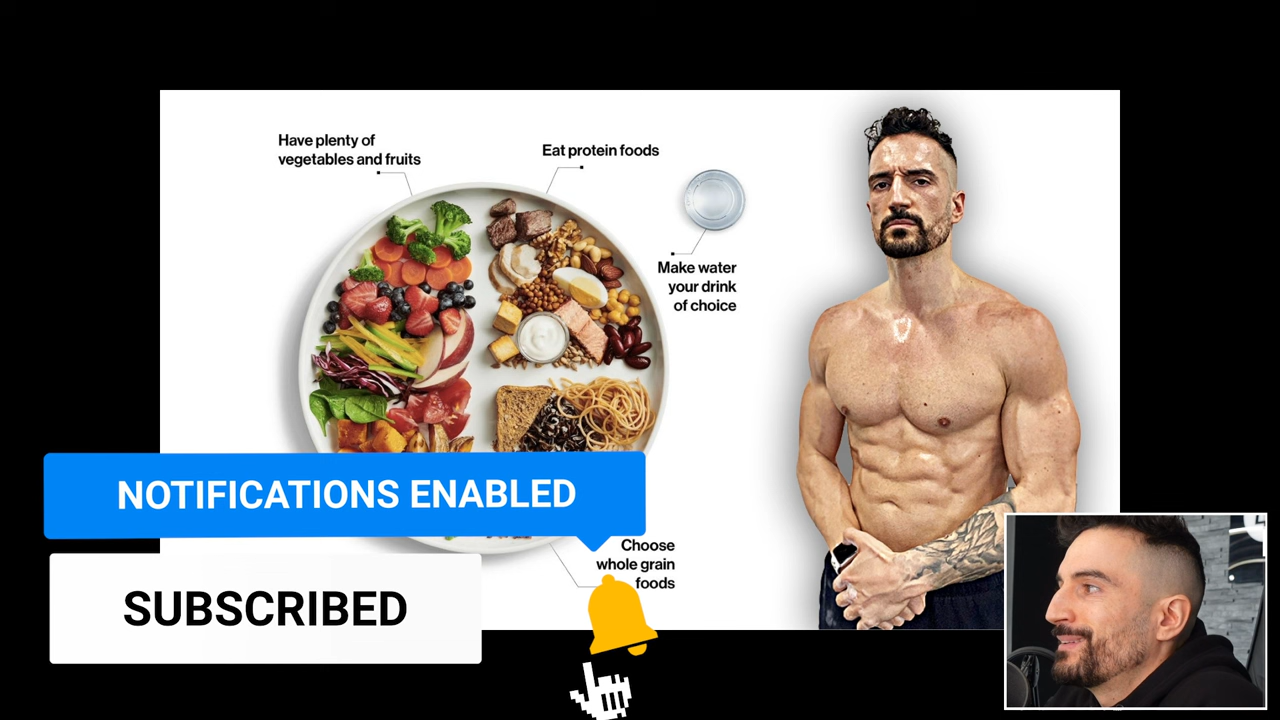 Have plenty of
vegetables and fruits
Eat protein foods
Make water
your drink
of choice
NOTIFICATIONS ENABLED
Choose
whole grain
foods
SUBSCRIBED